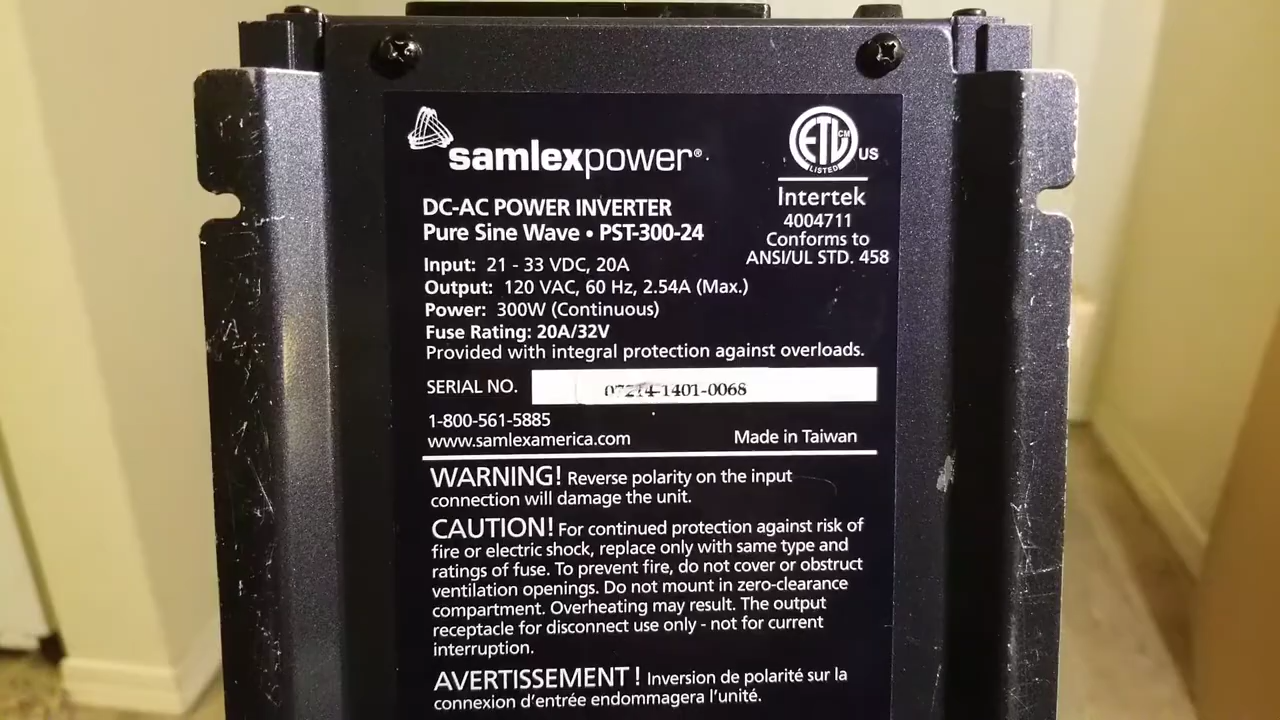 samlexpower®
DC-AC POWER INVERTER
Pure Sine Wave • PST-300-24
ETL CM
LISTED
US
Intertek
4004711
Conforms to
ANSI/UL STD. 458
Input: 21 - 33 VDC, 20A
Output: 120 VAC, 60 Hz, 2.54A (Max.)
Power: 300W (Continuous)
Fuse Rating: 20A/32V
Provided with integral protection against overloads.
SERIAL NO. 07214-1401-0068
1-800-561-5885
www.samlexamerica.com
Made in Taiwan
WARNING! Reverse polarity on the input
connection will damage the unit.
CAUTION! For continued protection against risk of
fire or electric shock, replace only with same type and
ratings of fuse. To prevent fire, do not cover or obstruct
ventilation openings. Do not mount in zero-clearance
compartment. Overheating may result. The output
receptacle for disconnect use only - not for current
interruption.
AVERTISSEMENT ! Inversion de polarité sur la
connexion d'entrée endommagera l'unité.